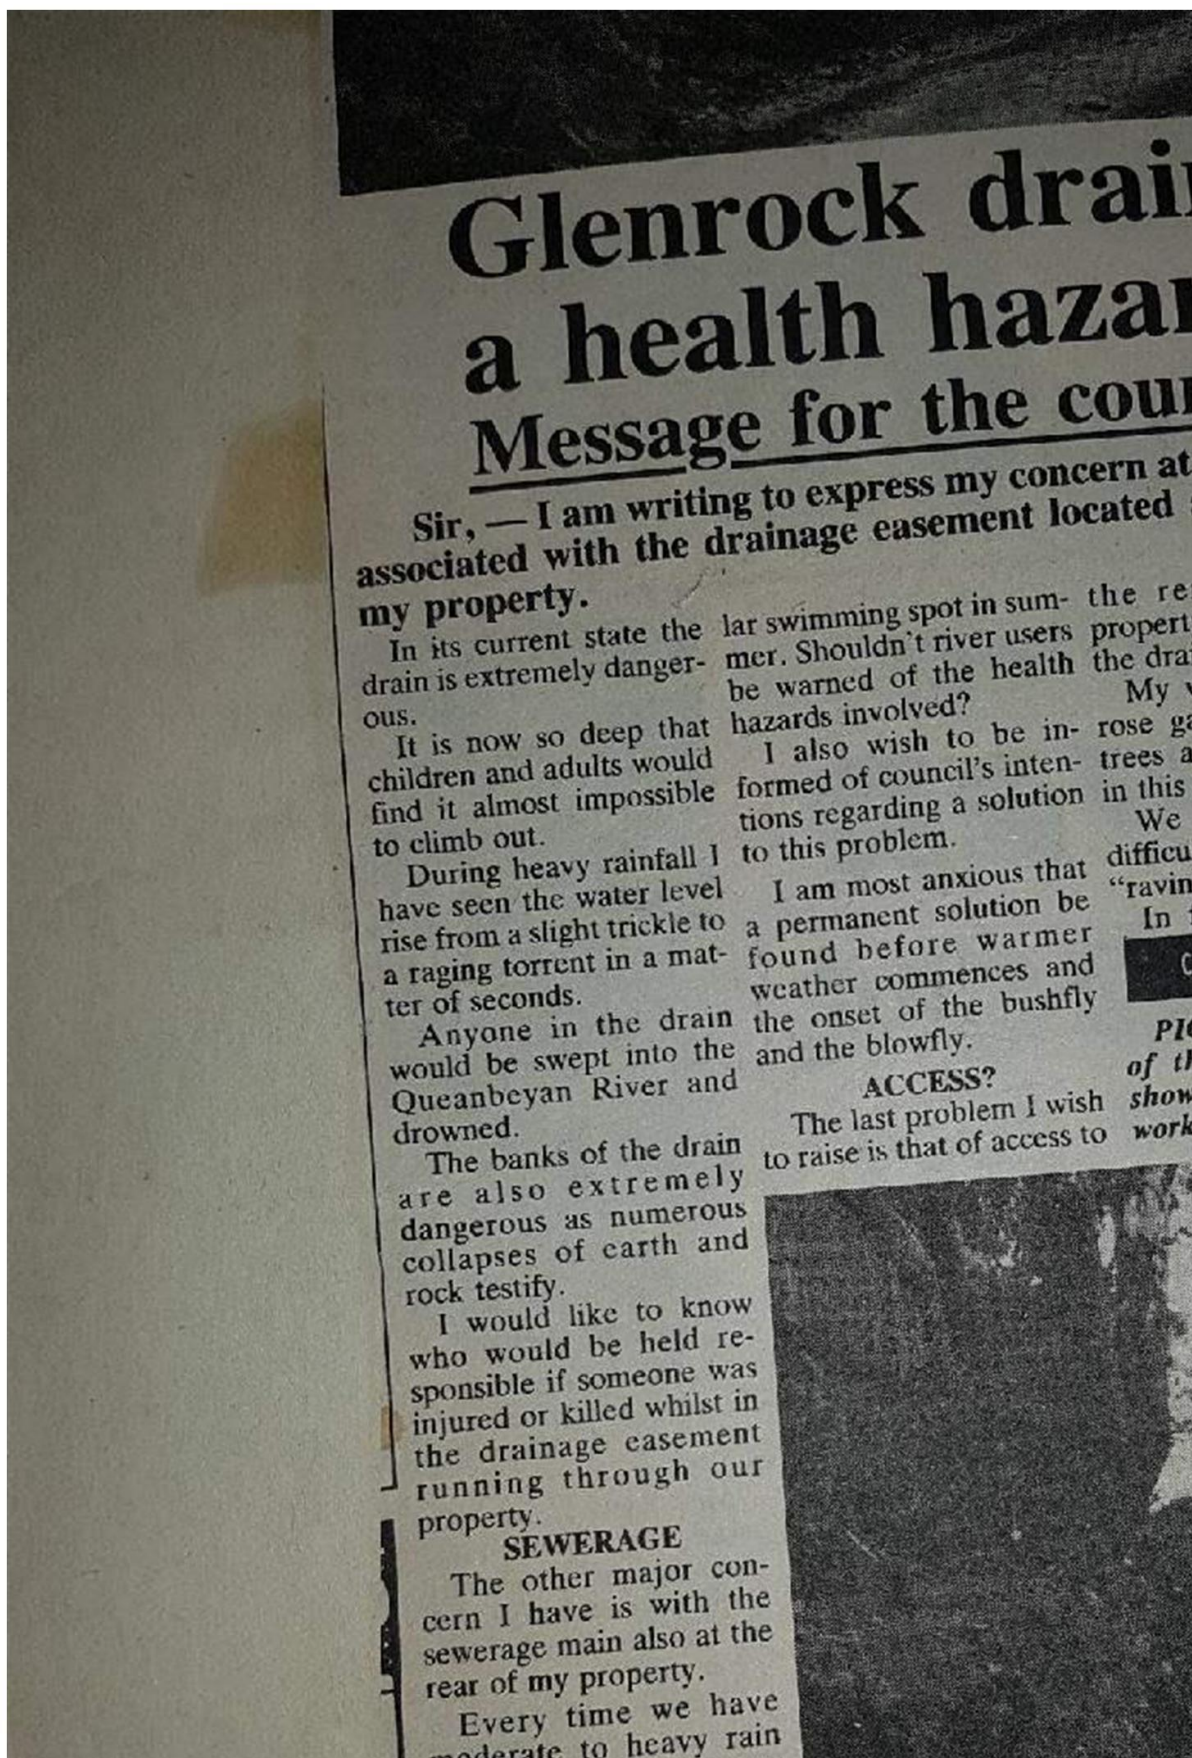 Glenrock
a health
Message for the
Sir, — I am writing to express my concern at
associated with the drainage easement located
my property.
In its current state the
drain is extremely danger-
ous.
It is now so deep that
children and adults would
find it almost impossible
to climb out.
During heavy rainfall I
have seen the water level
rise from a slight trickle to
a raging torrent in a mat-
ter of seconds.
Anyone in the drain
would be swept into the
Queanbeyan River and
drowned.
The banks of the drain
are also extremely
dangerous as numerous
collapses of earth and
rock testify.
I would like to know
who would be held re-
sponsible if someone was
injured or killed whilst in
the drainage easement
running through our
property.
SEWERAGE
The other major con-
cern I have is with the
sewerage main also at the
rear of my property.
Every time we have
moderate to heavy rain
lar swimming spot in sum-
mer. Shouldn't river users
be warned of the health
hazards involved?
I also wish to be in-
formed of council's inten-
tions regarding a solution
to this problem.
I am most anxious that
a permanent solution be
found before warmer
weather commences and
the onset of the bushfly
and the blowfly.
ACCESS?
The last problem I wish
to raise is that of access to
the
the
My
rose
trees
in this
We
In
of